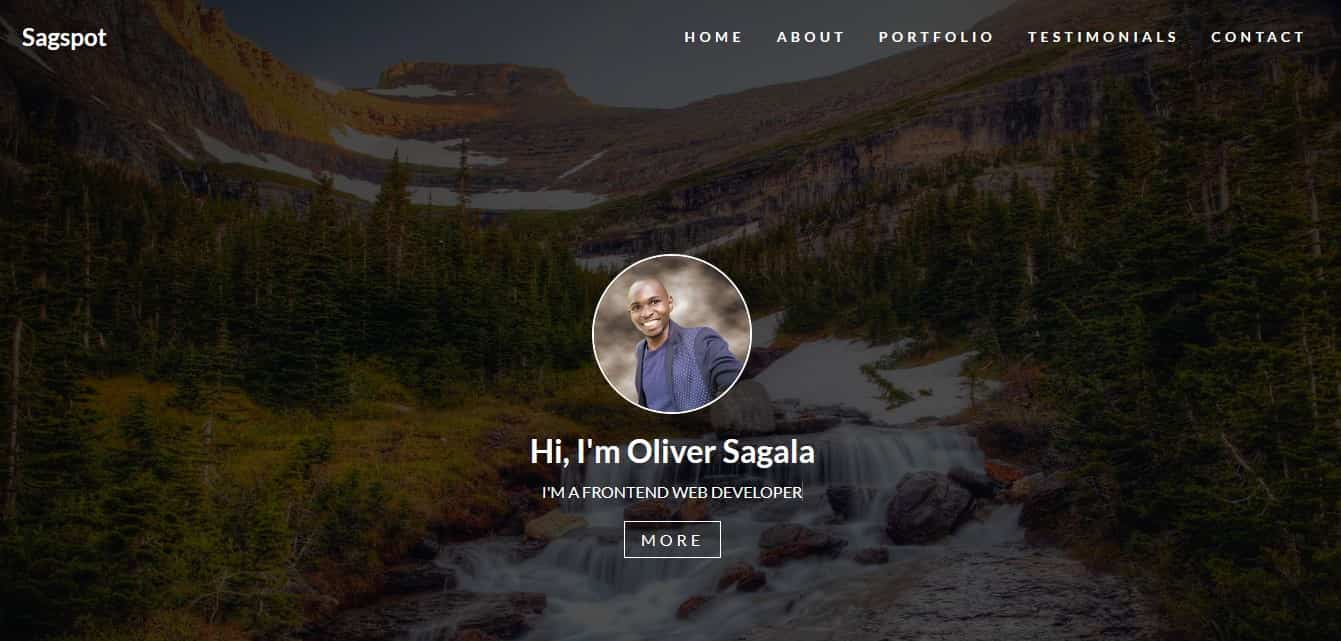 Sagspot
HOME ABOUT PORTFOLIO TESTIMONIALS CONTACT
Hi, I'm Oliver Sagala
I'M A FRONTEND WEB DEVELOPER
MORE